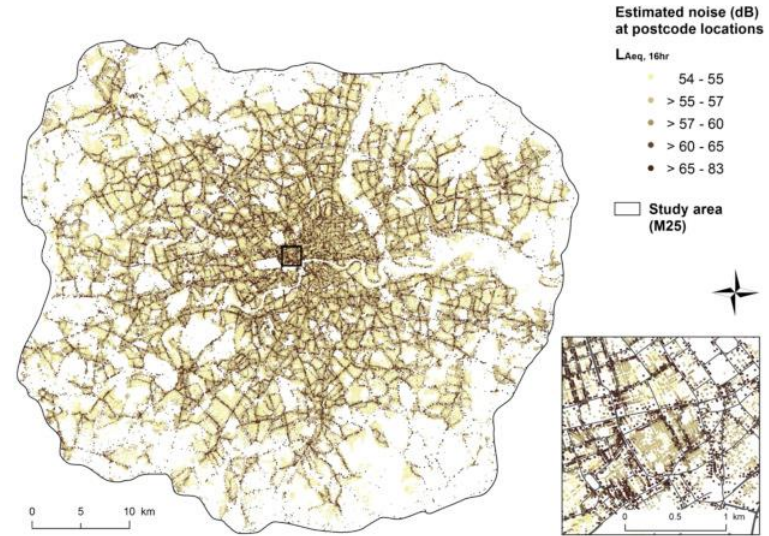 Estimated noise (dB)
at postcode locations
LAeq, 16hr
54 - 55
> 55 - 57
> 57 - 60
> 60 - 65
> 65 - 83
Study area
(M25)
0 5 10 km
0 0.5 1 km